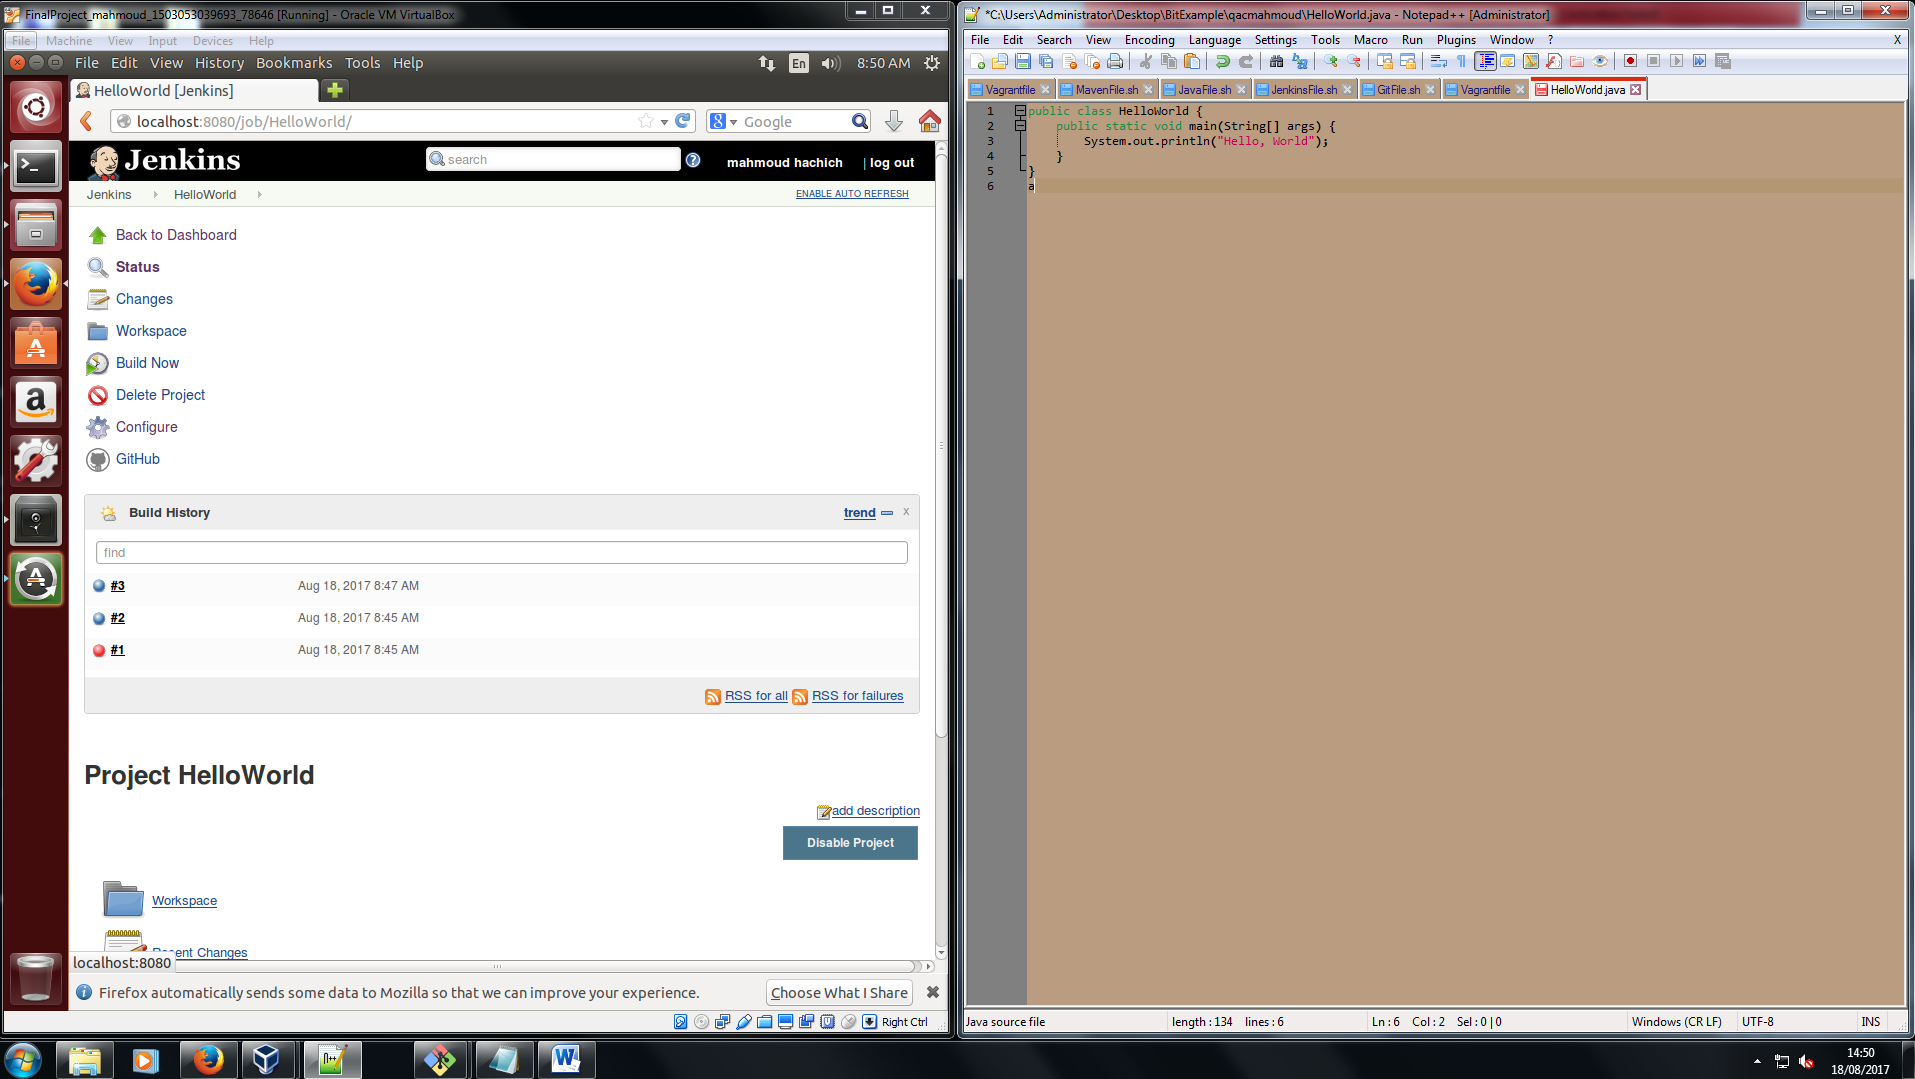 FinalProject_mahmoud_1503053039693_78646 [Running] - Oracle VM VirtualBox
File Machine View Input Devices Help
File Edit View History Bookmarks Tools Help En 8:50 AM
HelloWorld [Jenkins]
localhost:8080/job/HelloWorld/ Google
Jenkins search mahmoud hachich | log out
Jenkins HelloWorld ENABLE AUTO REFRESH
Back to Dashboard
Status
Changes
Workspace
Build Now
Delete Project
Configure
GitHub
Build History trend x
find
#3 Aug 18, 2017 8:47 AM
#2 Aug 18, 2017 8:45 AM
#1 Aug 18, 2017 8:45 AM
RSS for all RSS for failures
Project HelloWorld
add description
Disable Project
Workspace
Recent Changes
localhost:8080
Firefox automatically sends some data to Mozilla so that we can improve your experience. Choose What I Share
Right Ctrl
*C:\Users\Administrator\Desktop\BitExample\qacmahmoud\HelloWorld.java - Notepad++ [Administrator]
File Edit Search View Encoding Language Settings Tools Macro Run Plugins Window ? X
Vagrantfile MavenFile.sh JavaFile.sh JenkinsFile.sh GitFile.sh Vagrantfile HelloWorld.java
1 public class HelloWorld {
2 public static void main(String[] args) {
3 System.out.println("Hello, World");
4 }
5 }
6 a
Java source file length : 134 lines : 6 Ln : 6 Col : 2 Sel : 0 | 0 Windows (CR LF) UTF-8 INS
14:50
18/08/2017